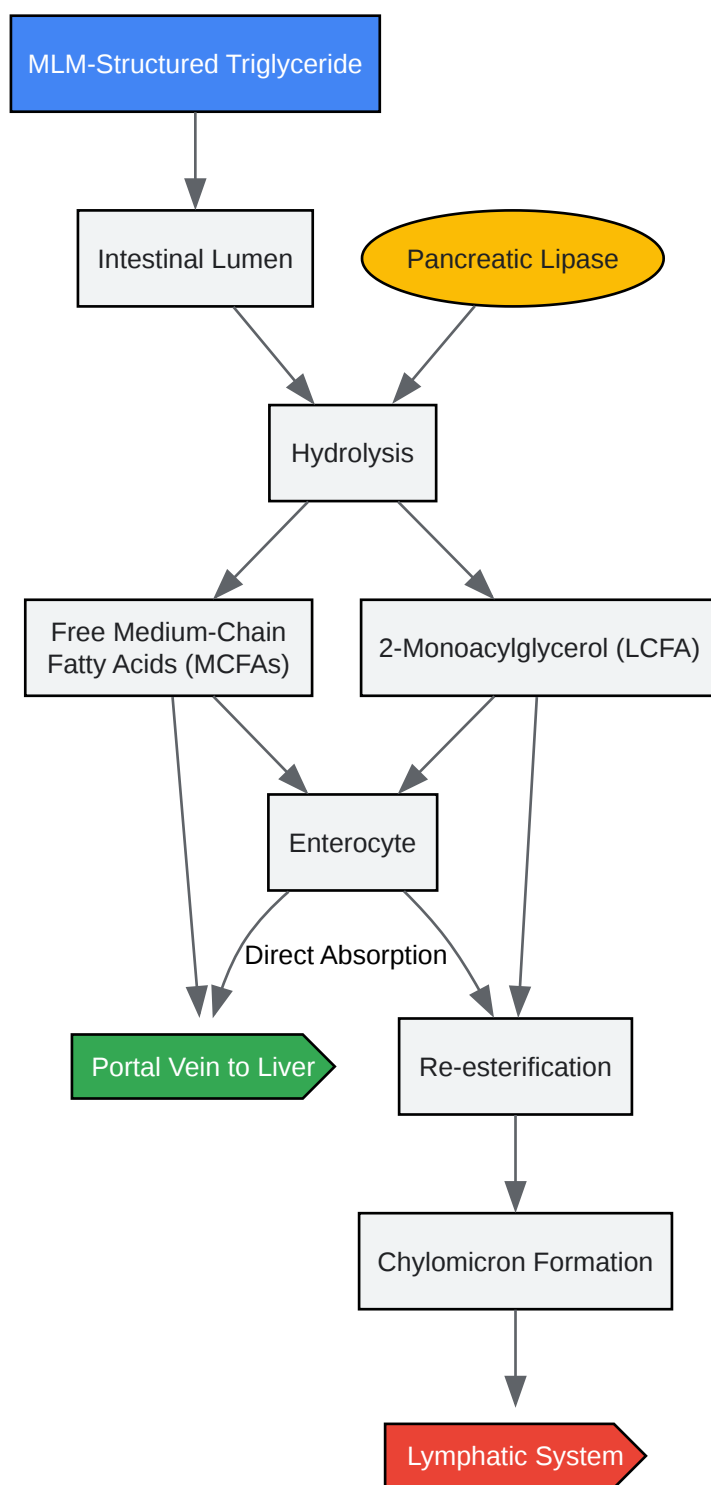 MLM-Structured Triglyceride
Intestinal Lumen
Pancreatic Lipase
Hydrolysis
Free Medium-Chain
Fatty Acids (MCFAs)
2-Monoacylglycerol (LCFA)
Enterocyte
Direct Absorption
Portal Vein to Liver
Re-esterification
Chylomicron Formation
Lymphatic System